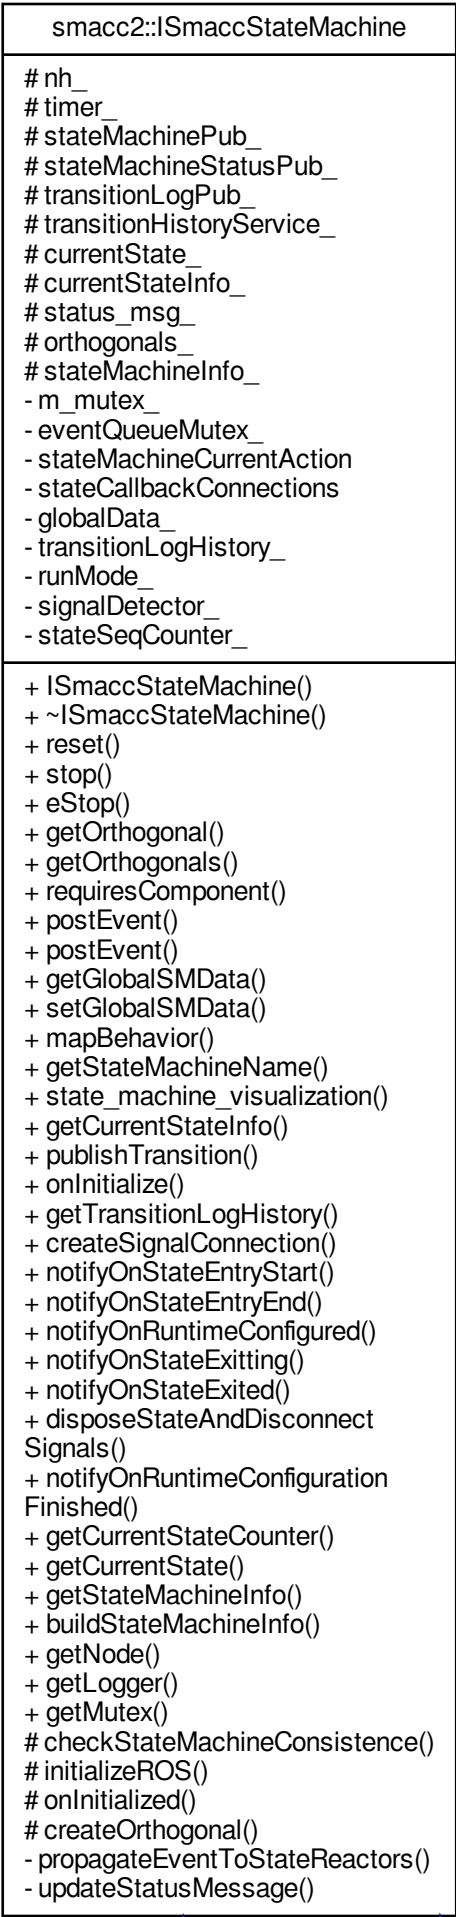 smacc2::ISmaccStateMachine
# nh_
# timer_
# stateMachinePub_
# stateMachineStatusPub_
# transitionLogPub_
# transitionHistoryService_
# currentState_
# currentStateInfo_
# status_msg_
# orthogonals_
# stateMachineInfo_
- m_mutex_
- eventQueueMutex_
- stateMachineCurrentAction
- stateCallbackConnections
- globalData_
- transitionLogHistory_
- runMode_
- signalDetector_
- stateSeqCounter_
+ ISmaccStateMachine()
+ ~ISmaccStateMachine()
+ reset()
+ stop()
+ eStop()
+ getOrthogonal()
+ getOrthogonals()
+ requiresComponent()
+ postEvent()
+ postEvent()
+ getGlobalSMData()
+ setGlobalSMData()
+ mapBehavior()
+ getStateMachineName()
+ state_machine_visualization()
+ getCurrentStateInfo()
+ publishTransition()
+ onInitialize()
+ getTransitionLogHistory()
+ createSignalConnection()
+ notifyOnStateEntryStart()
+ notifyOnStateEntryEnd()
+ notifyOnRuntimeConfigured()
+ notifyOnStateExitting()
+ notifyOnStateExited()
+ disposeStateAndDisconnect
Signals()
+ notifyOnRuntimeConfiguration
Finished()
+ getCurrentStateCounter()
+ getCurrentState()
+ getStateMachineInfo()
+ buildStateMachineInfo()
+ getNode()
+ getLogger()
+ getMutex()
# checkStateMachineConsistence()
# initializeROS()
# onInitialized()
# createOrthogonal()
- propagateEventToStateReactors()
- updateStatusMessage()